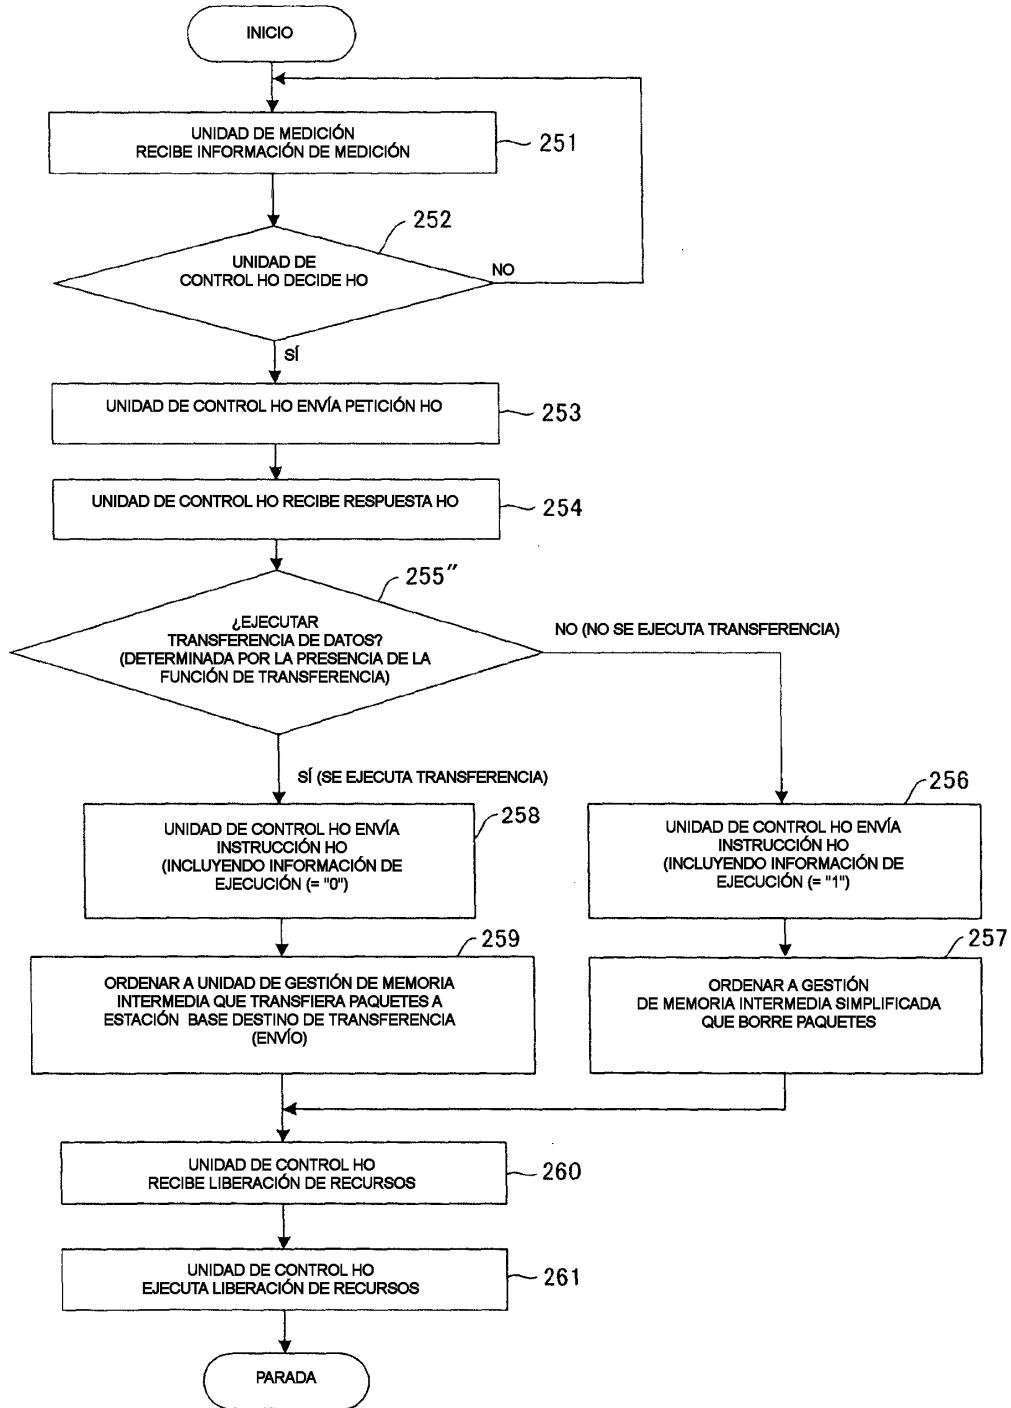 INICIO
UNIDAD DE MEDICIÓN
RECIBE INFORMACIÓN DE MEDICIÓN
251
252
UNIDAD DE
CONTROL HO DECIDE HO
NO
SÍ
UNIDAD DE CONTROL HO ENVÍA PETICIÓN HO
253
UNIDAD DE CONTROL HO RECIBE RESPUESTA HO
254
255"
¿EJECUTAR
TRANSFERENCIA DE DATOS?
(DETERMINADA POR LA PRESENCIA DE LA
FUNCIÓN DE TRANSFERENCIA)
NO (NO SE EJECUTA TRANSFERENCIA)
SÍ (SE EJECUTA TRANSFERENCIA)
258
UNIDAD DE CONTROL HO ENVÍA
INSTRUCCIÓN HO
(INCLUYENDO INFORMACIÓN DE
EJECUCIÓN (= "0")
256
UNIDAD DE CONTROL HO ENVÍA
INSTRUCCIÓN HO
(INCLUYENDO INFORMACIÓN DE
EJECUCIÓN (= "1")
259
ORDENAR A UNIDAD DE GESTIÓN DE MEMORIA
INTERMEDIA QUE TRANSFIERA PAQUETES A
ESTACIÓN BASE DESTINO DE TRANSFERENCIA
(ENVÍO)
257
ORDENAR A GESTIÓN
DE MEMORIA INTERMEDIA SIMPLIFICADA
QUE BORRE PAQUETES
UNIDAD DE CONTROL HO
RECIBE LIBERACIÓN DE RECURSOS
260
UNIDAD DE CONTROL HO
EJECUTA LIBERACIÓN DE RECURSOS
261
PARADA